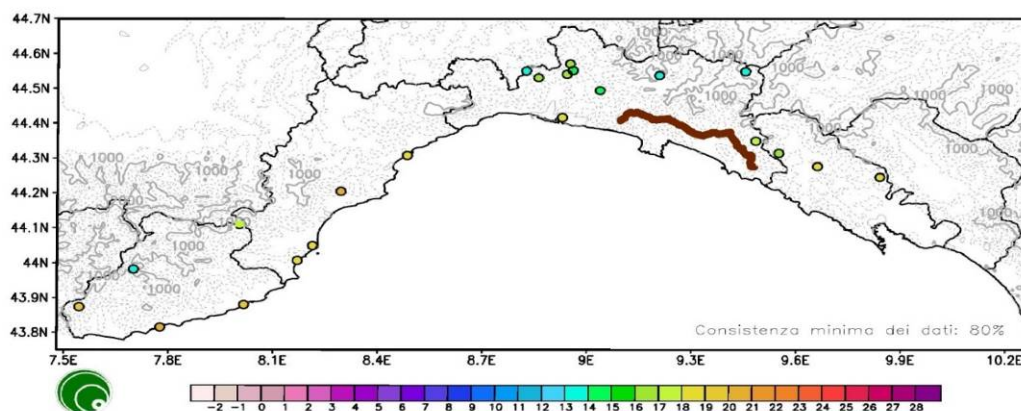 44.7N
44.6N
44.5N
44.4N
44.3N
44.2N
44.1N
44N
43.9N
43.8N
1000
1000
1000
1000
1000
1000
1000
1000
1000
1000
1000
Consistenza minima dei dati: 80%
7.5E 7.8E 8.1E 8.4E 8.7E 9E 9.3E 9.6E 9.9E 10.2E
-2 -1 0 1 2 3 4 5 6 7 8 9 10 11 12 13 14 15 16 17 18 19 20 21 22 23 24 25 26 27 28